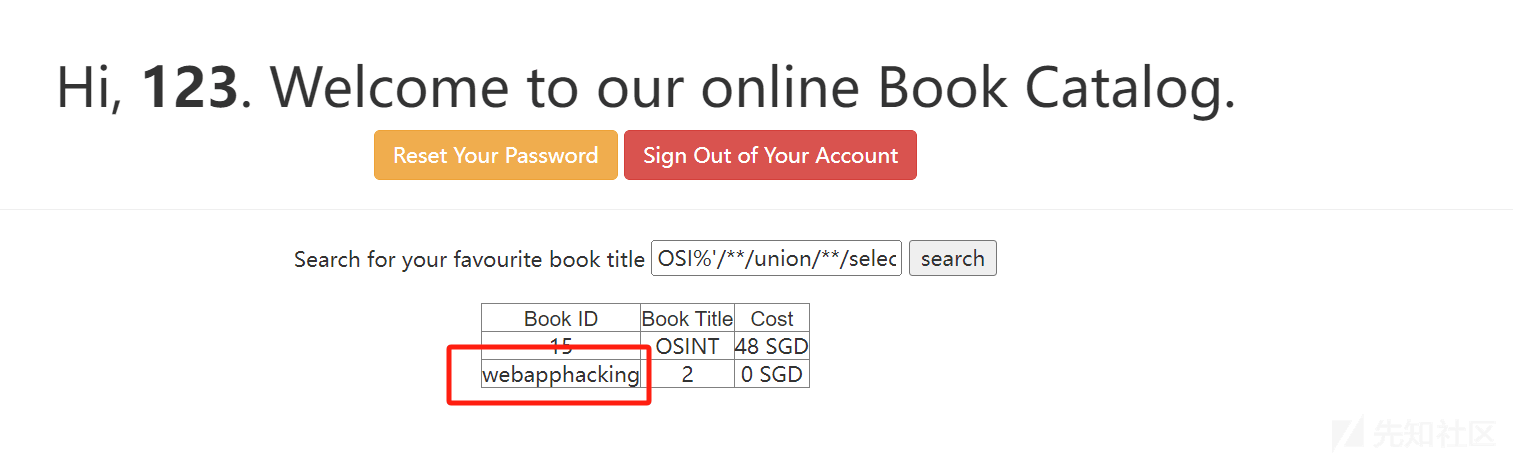 Hi, 123. Welcome to our online Book Catalog.
Reset Your Password Sign Out of Your Account
Search for your favourite book title OSI%'/**/union/**/selec search
Book ID Book Title Cost
15 OSINT 48 SGD
webapphacking 2 0 SGD
先知社区